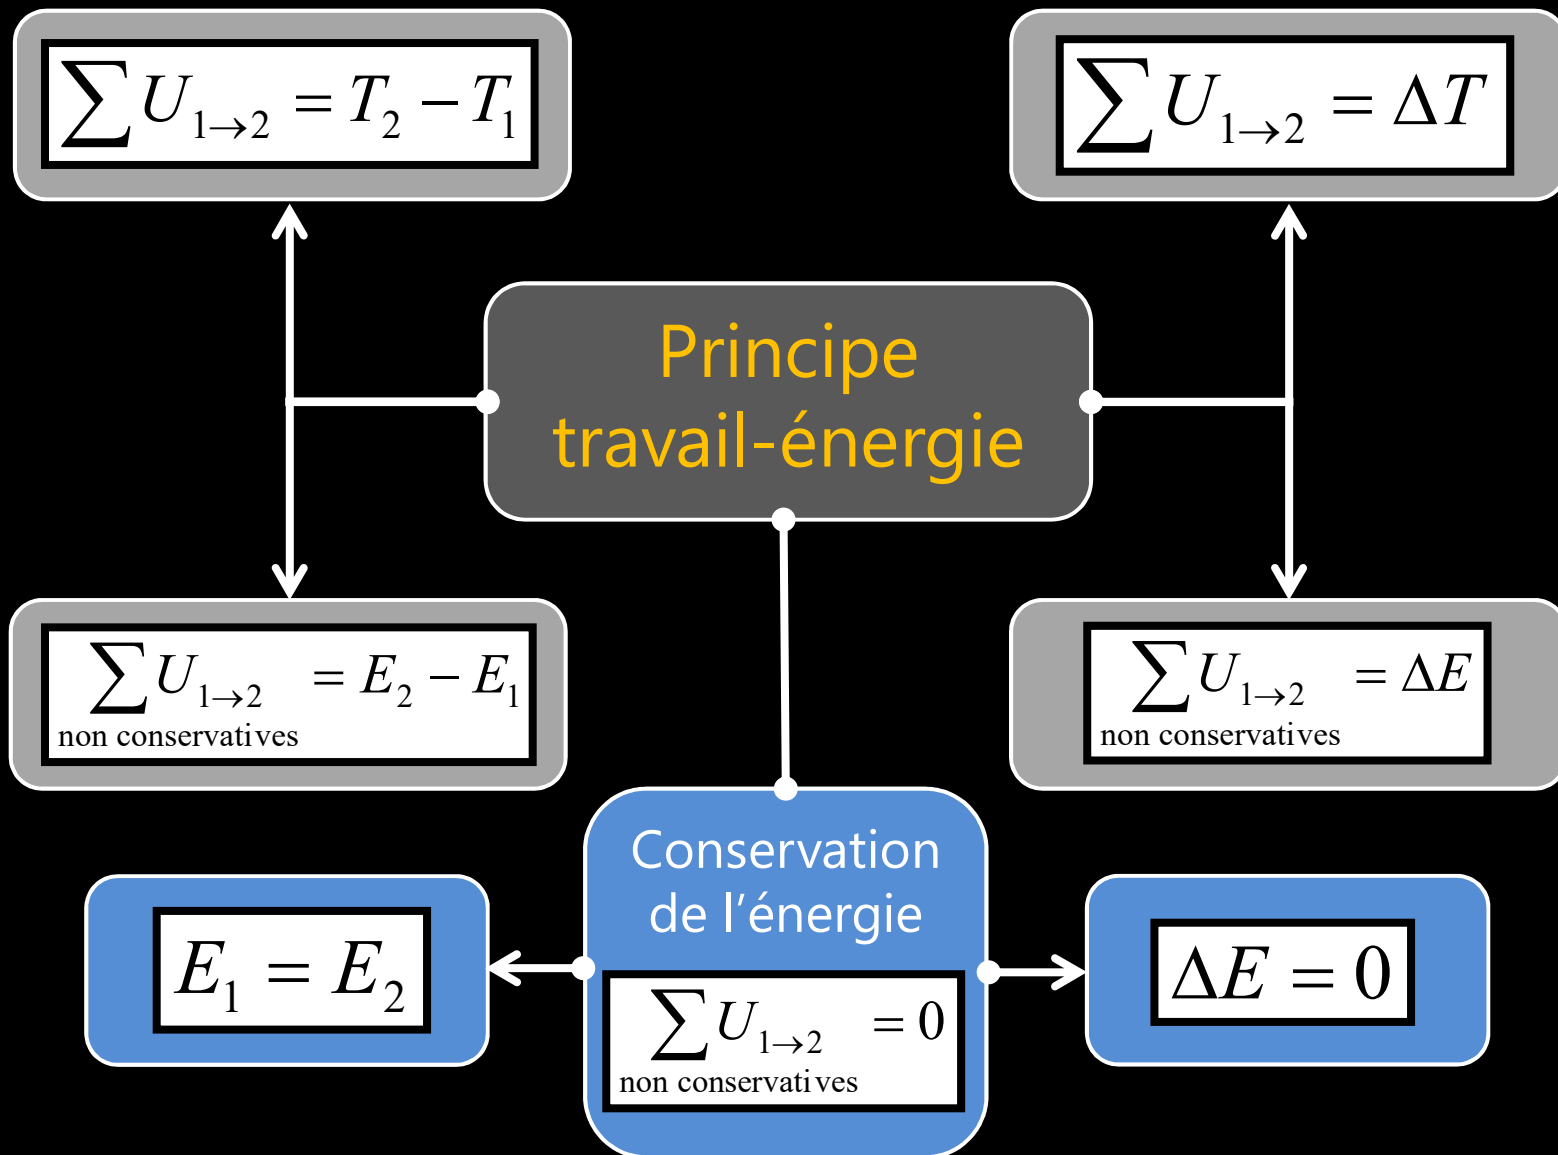 ∑U₁→₂ = T₂ − T₁
∑U₁→₂ = ΔT
Principe
travail-énergie
∑U₁→₂ = E₂ − E₁
non conservatives
∑U₁→₂ = ΔE
non conservatives
Conservation
de l’énergie
∑U₁→₂ = 0
non conservatives
E₁ = E₂
ΔE = 0